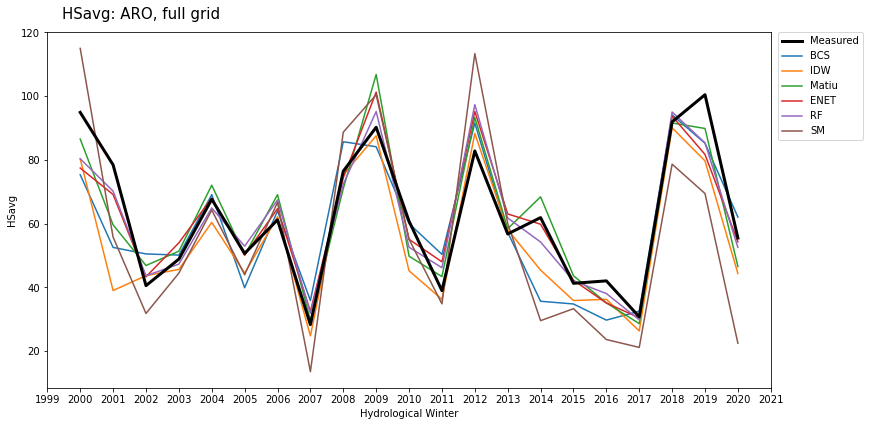 HSavg: ARO, full grid
120
100
80
60
40
20
HSavg
1999 2000 2001 2002 2003 2004 2005 2006 2007 2008 2009 2010 2011 2012 2013 2014 2015 2016 2017 2018 2019 2020 2021
Hydrological Winter
Measured
BCS
IDW
Matiu
ENET
RF
SM